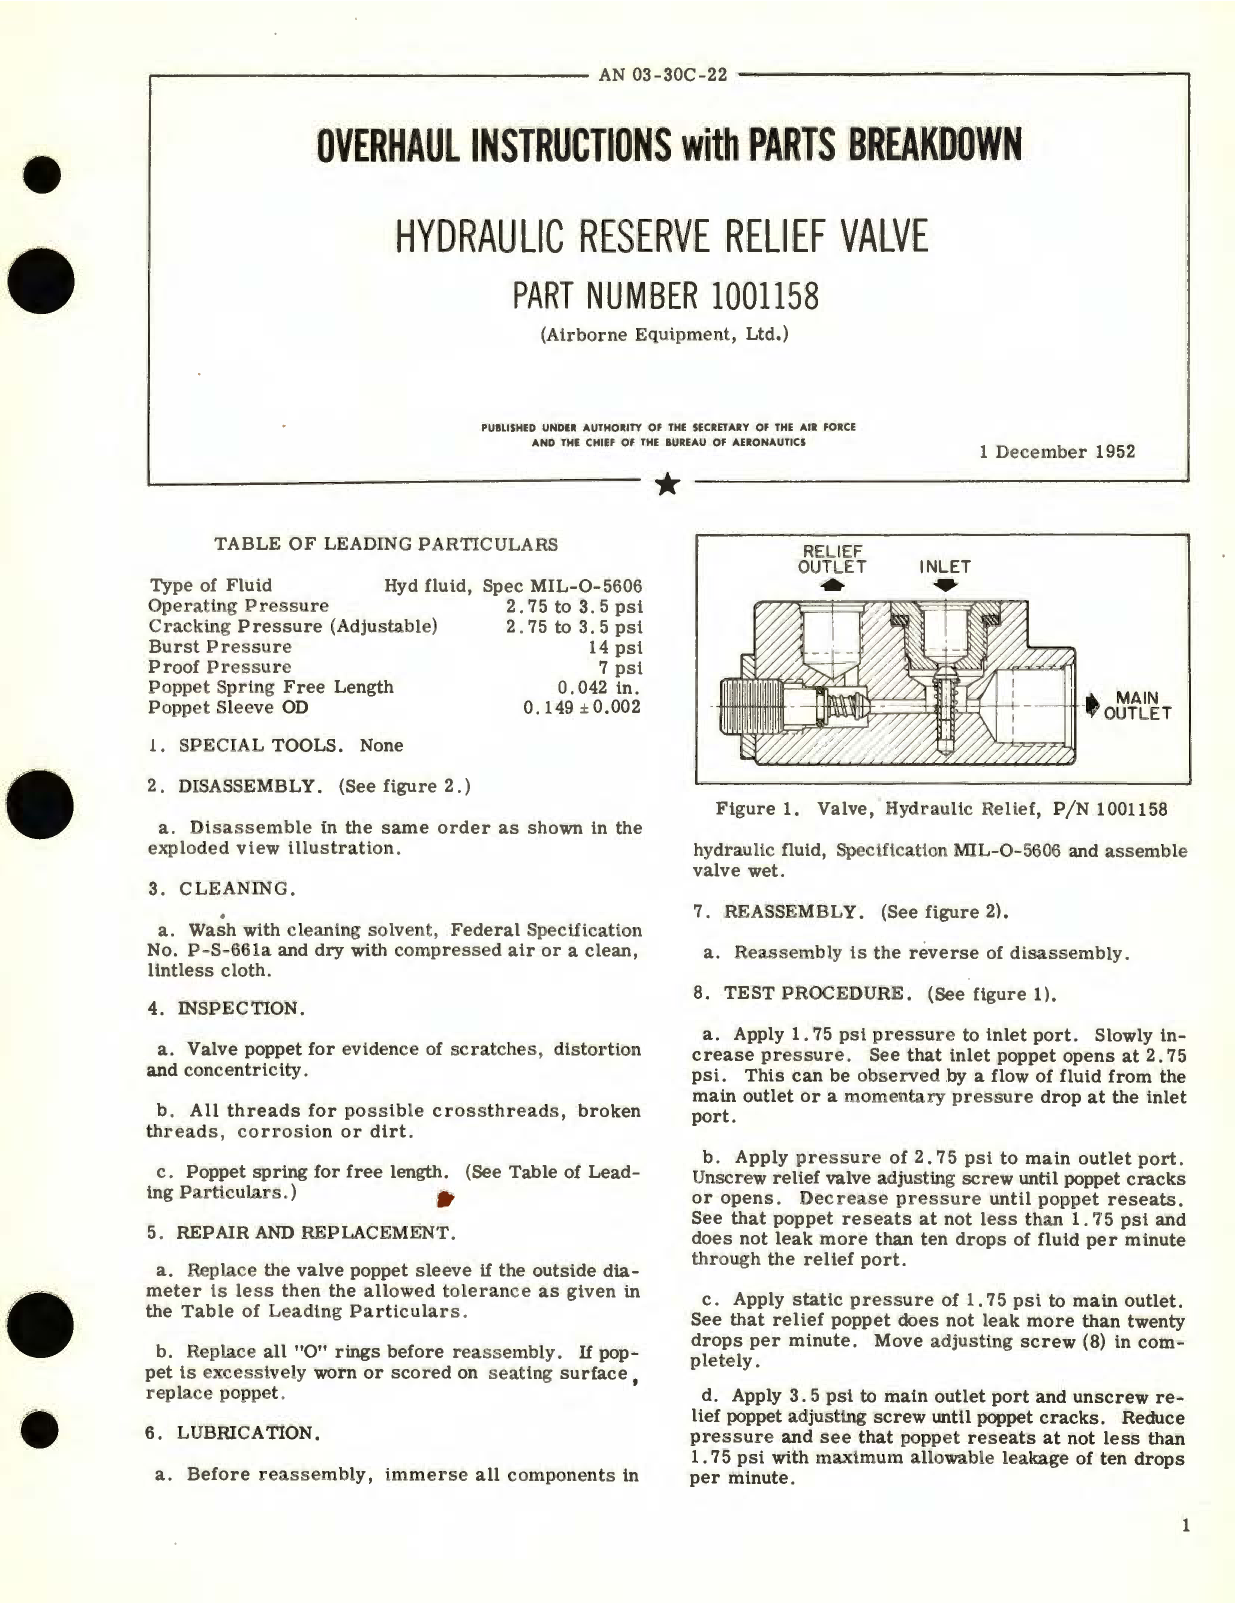 AN 03-30C-22
OVERHAUL INSTRUCTIONS with PARTS BREAKDOWN
HYDRAULIC RESERVE RELIEF VALVE
PART NUMBER 1001158
(Airborne Equipment, Ltd.)
PUBLISHED UNDER AUTHORITY OF THE SECRETARY OF THE AIR FORCE
AND THE CHIEF OF THE BUREAU OF AERONAUTICS
1 December 1952
TABLE OF LEADING PARTICULARS
Type of Fluid Hyd fluid, Spec MIL-O-5606
Operating Pressure 2.75 to 3.5 psi
Cracking Pressure (Adjustable) 2.75 to 3.5 psi
Burst Pressure 14 psi
Proof Pressure 7 psi
Poppet Spring Free Length 0.042 in.
Poppet Sleeve OD 0.149 ±0.002
1. SPECIAL TOOLS. None
2. DISASSEMBLY. (See figure 2.)
a. Disassemble in the same order as shown in the
exploded view illustration.
3. CLEANING.
a. Wash with cleaning solvent, Federal Specification
No. P-S-661a and dry with compressed air or a clean,
lintless cloth.
4. INSPECTION.
a. Valve poppet for evidence of scratches, distortion
and concentricity.
b. All threads for possible crossthreads, broken
threads, corrosion or dirt.
c. Poppet spring for free length. (See Table of Lead-
ing Particulars.)
5. REPAIR AND REPLACEMENT.
a. Replace the valve poppet sleeve if the outside dia-
meter is less then the allowed tolerance as given in
the Table of Leading Particulars.
b. Replace all "O" rings before reassembly. If pop-
pet is excessively worn or scored on seating surface,
replace poppet.
6. LUBRICATION.
a. Before reassembly, immerse all components in
RELIEF
OUTLET INLET
MAIN
OUTLET
Figure 1. Valve, Hydraulic Relief, P/N 1001158
hydraulic fluid, Specification MIL-O-5606 and assemble
valve wet.
7. REASSEMBLY. (See figure 2).
a. Reassembly is the reverse of disassembly.
8. TEST PROCEDURE. (See figure 1).
a. Apply 1.75 psi pressure to inlet port. Slowly in-
crease pressure. See that inlet poppet opens at 2.75
psi. This can be observed by a flow of fluid from the
main outlet or a momentary pressure drop at the inlet
port.
b. Apply pressure of 2.75 psi to main outlet port.
Unscrew relief valve adjusting screw until poppet cracks
or opens. Decrease pressure until poppet reseats.
See that poppet reseats at not less than 1.75 psi and
does not leak more than ten drops of fluid per minute
through the relief port.
c. Apply static pressure of 1.75 psi to main outlet.
See that relief poppet does not leak more than twenty
drops per minute. Move adjusting screw (8) in com-
pletely.
d. Apply 3.5 psi to main outlet port and unscrew re-
lief poppet adjusting screw until poppet cracks. Reduce
pressure and see that poppet reseats at not less than
1.75 psi with maximum allowable leakage of ten drops
per minute.
1